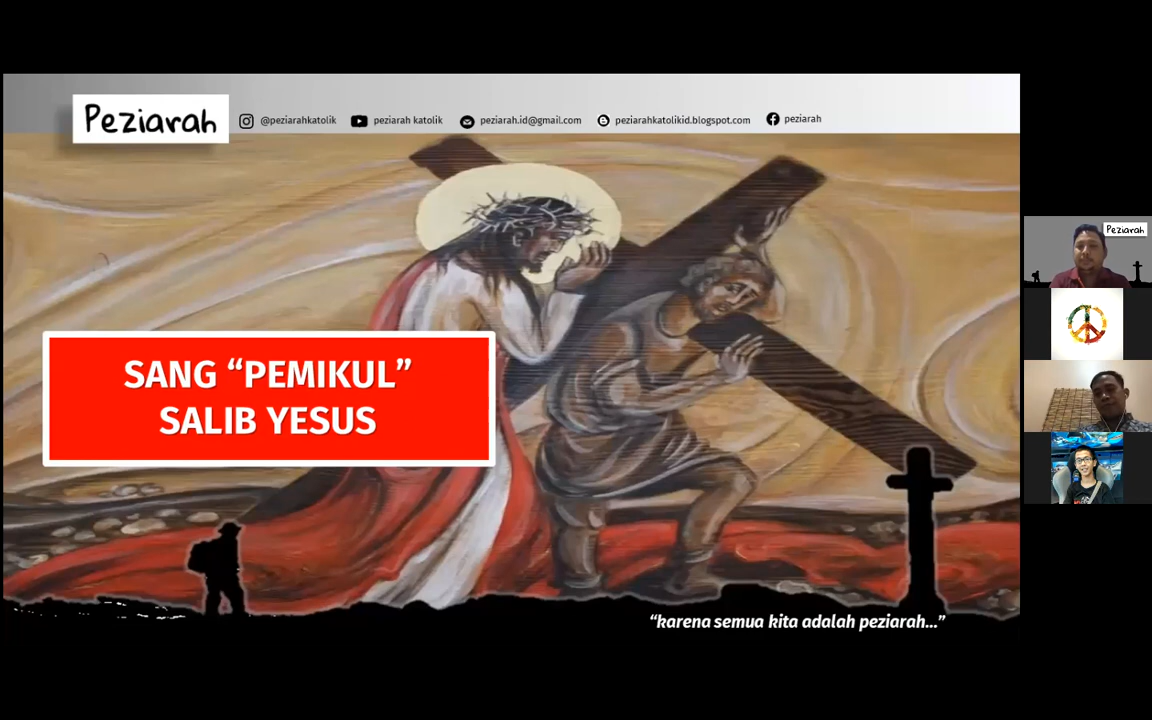 Peziarah
@peziarahkatolik
peziarah katolik
peziarah.id@gmail.com
peziarahkatolikid.blogspot.com
peziarah
SANG “PEMIKUL”
SALIB YESUS
“karena semua kita adalah peziarah...”
Peziarah